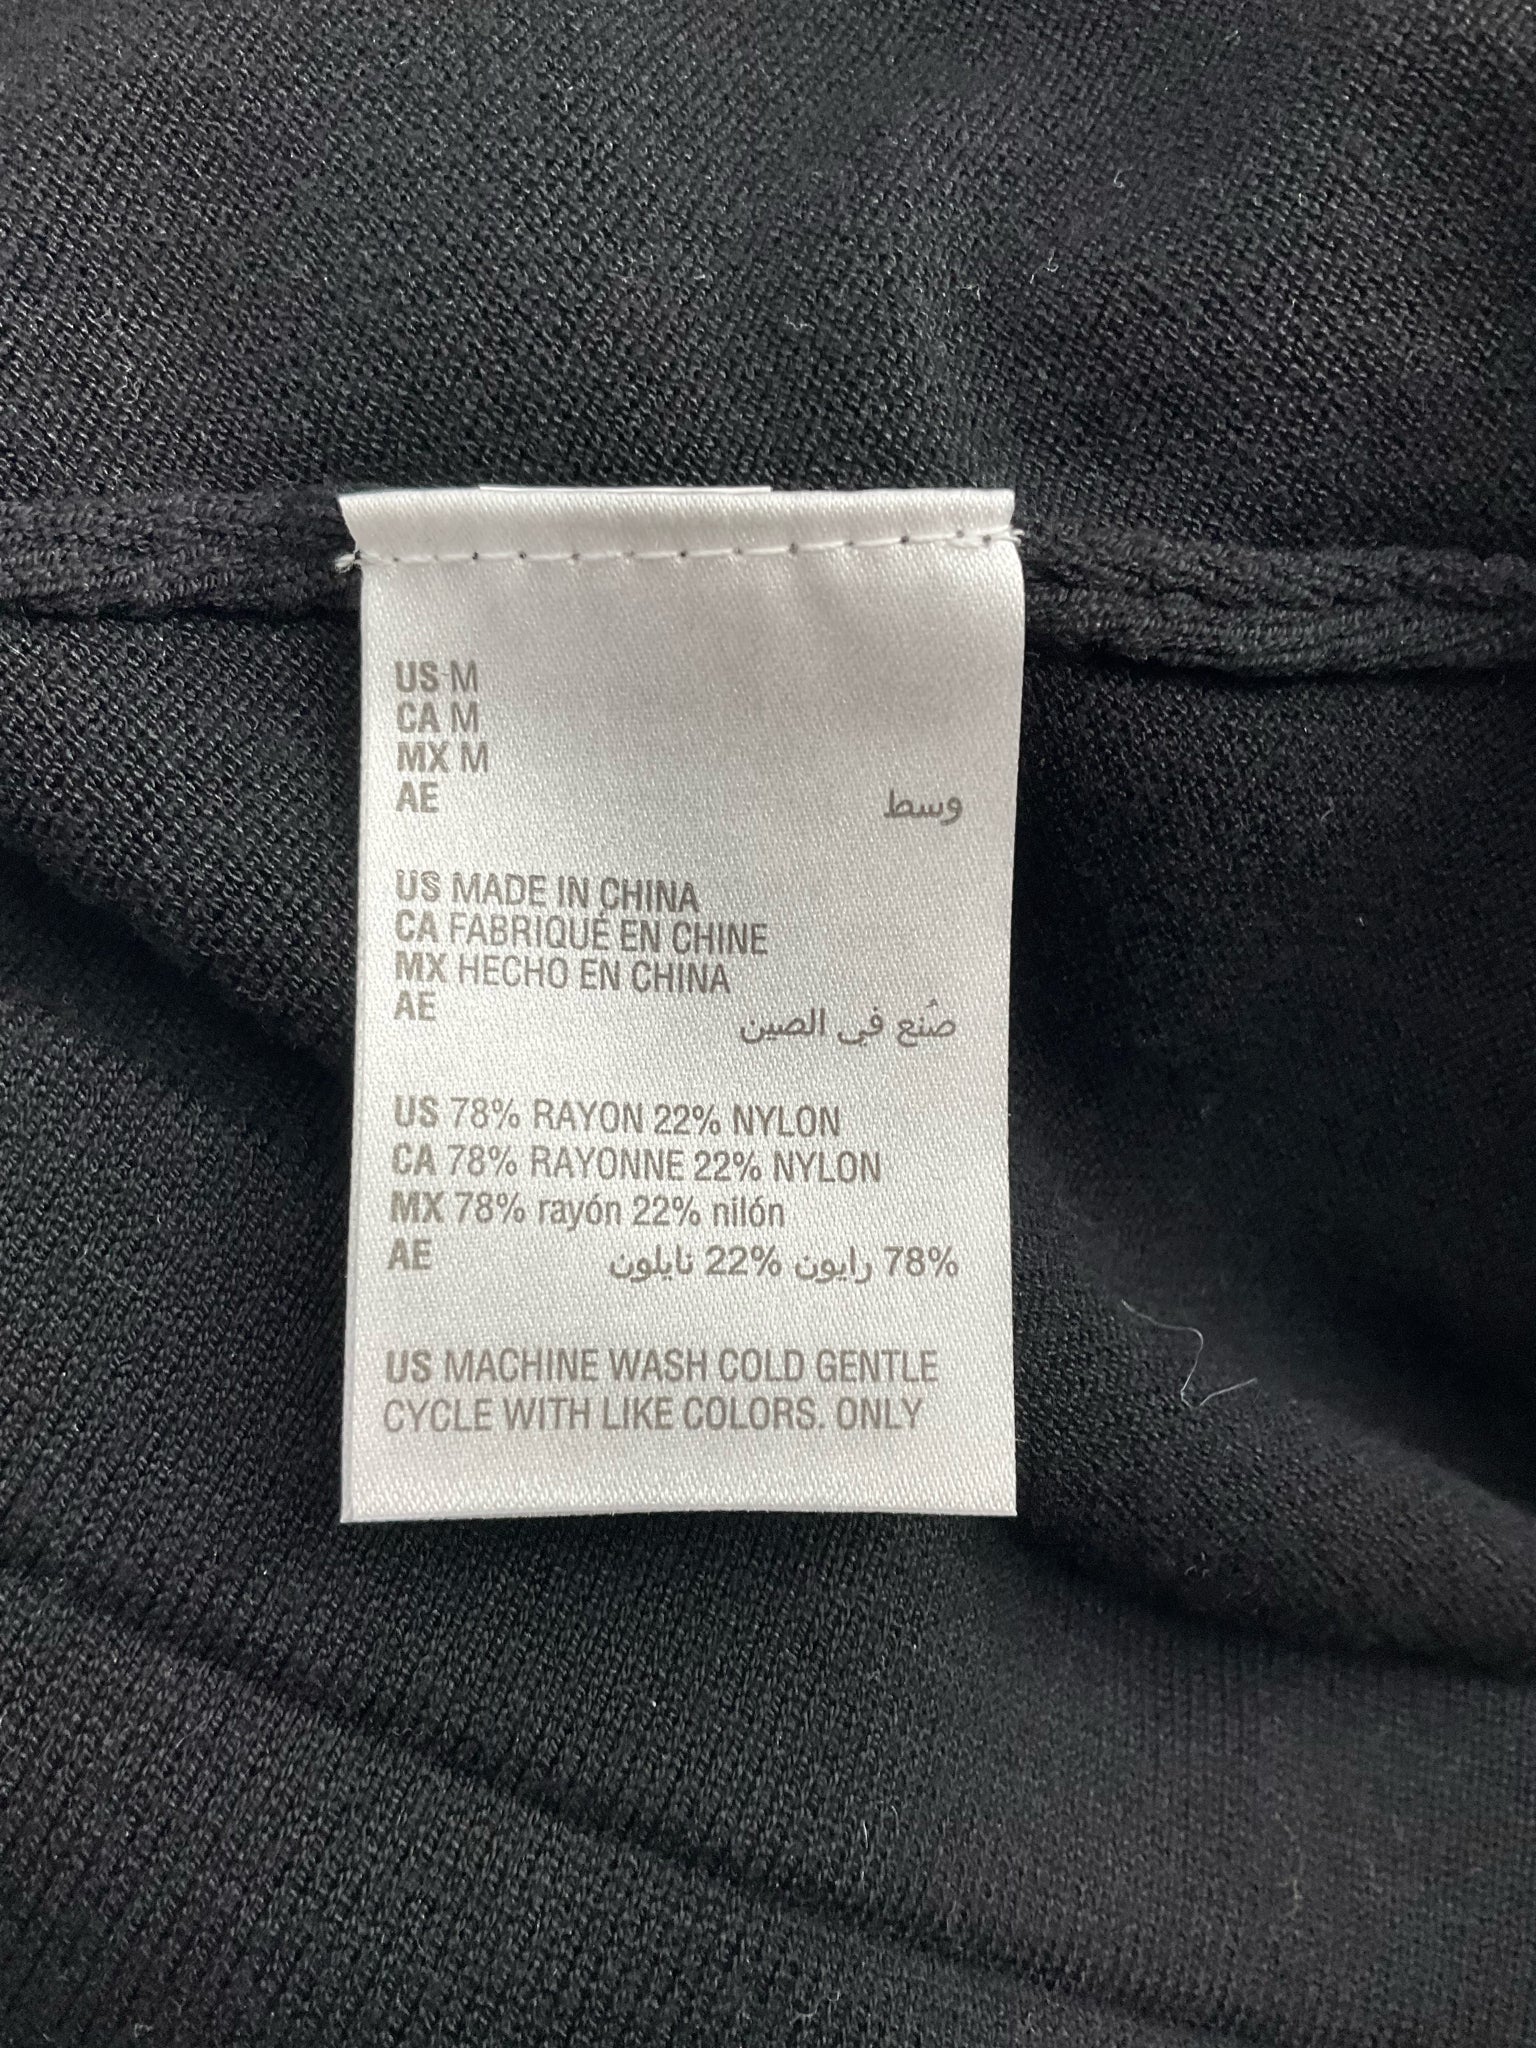 US M
CA M
MX M
AE وسط
US MADE IN CHINA
CA FABRIQUÉ EN CHINE
MX HECHO EN CHINA
AE صُنع في الصين
US 78% RAYON 22% NYLON
CA 78% RAYONNE 22% NYLON
MX 78% rayón 22% nilón
AE 78% رايون 22% نايلون
US MACHINE WASH COLD GENTLE
CYCLE WITH LIKE COLORS. ONLY